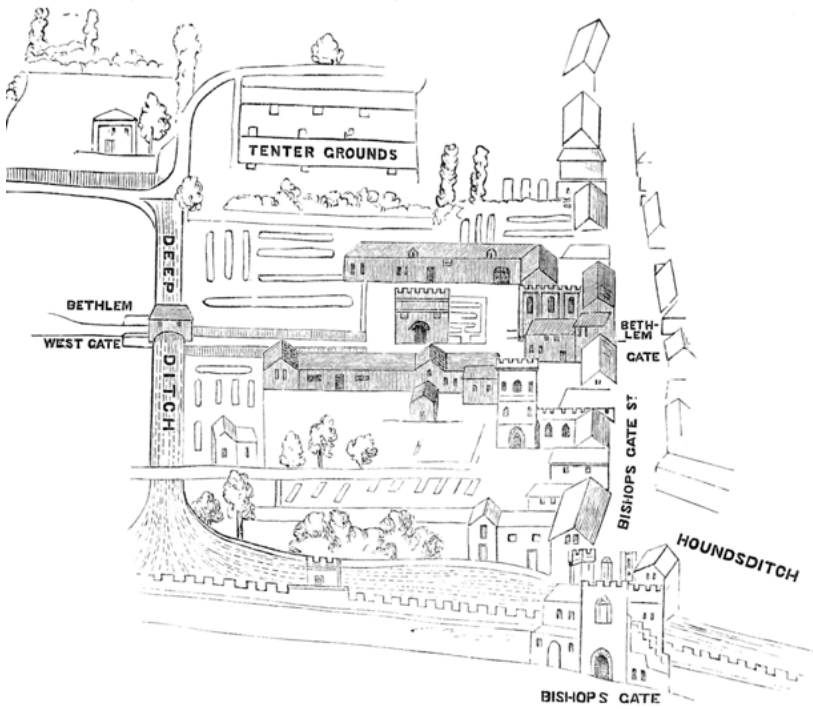 TENTER GROUNDS
DEEP
BETHLEM
WEST GATE
DITCH
BETH-
LEM
GATE
BISHOPS GATE ST
HOUNDSDITCH
BISHOPS GATE